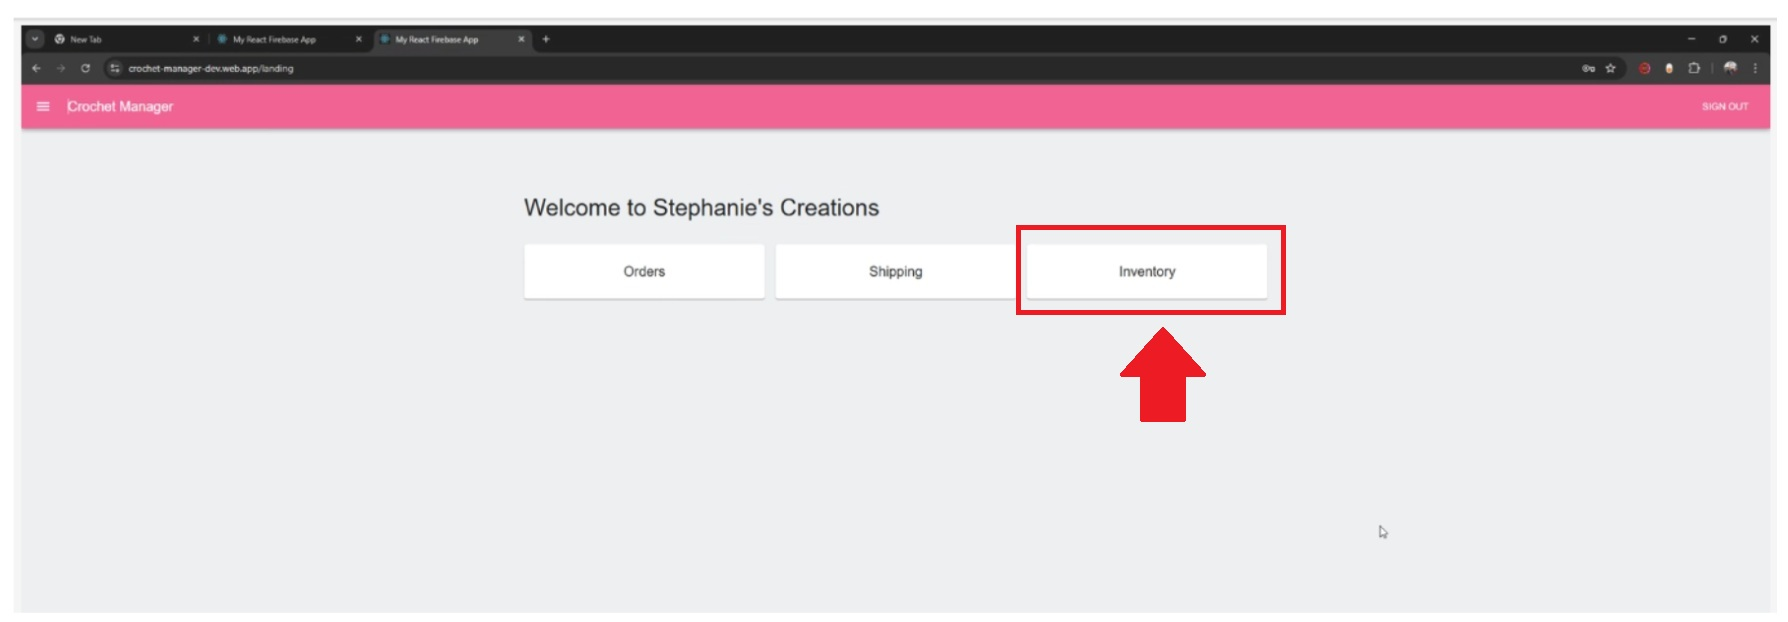 New Tab
My React Firebase App
My React Firebase App
crochet-manager-dev.web.app/landing
Crochet Manager
SIGN OUT
Welcome to Stephanie's Creations
Orders
Shipping
Inventory